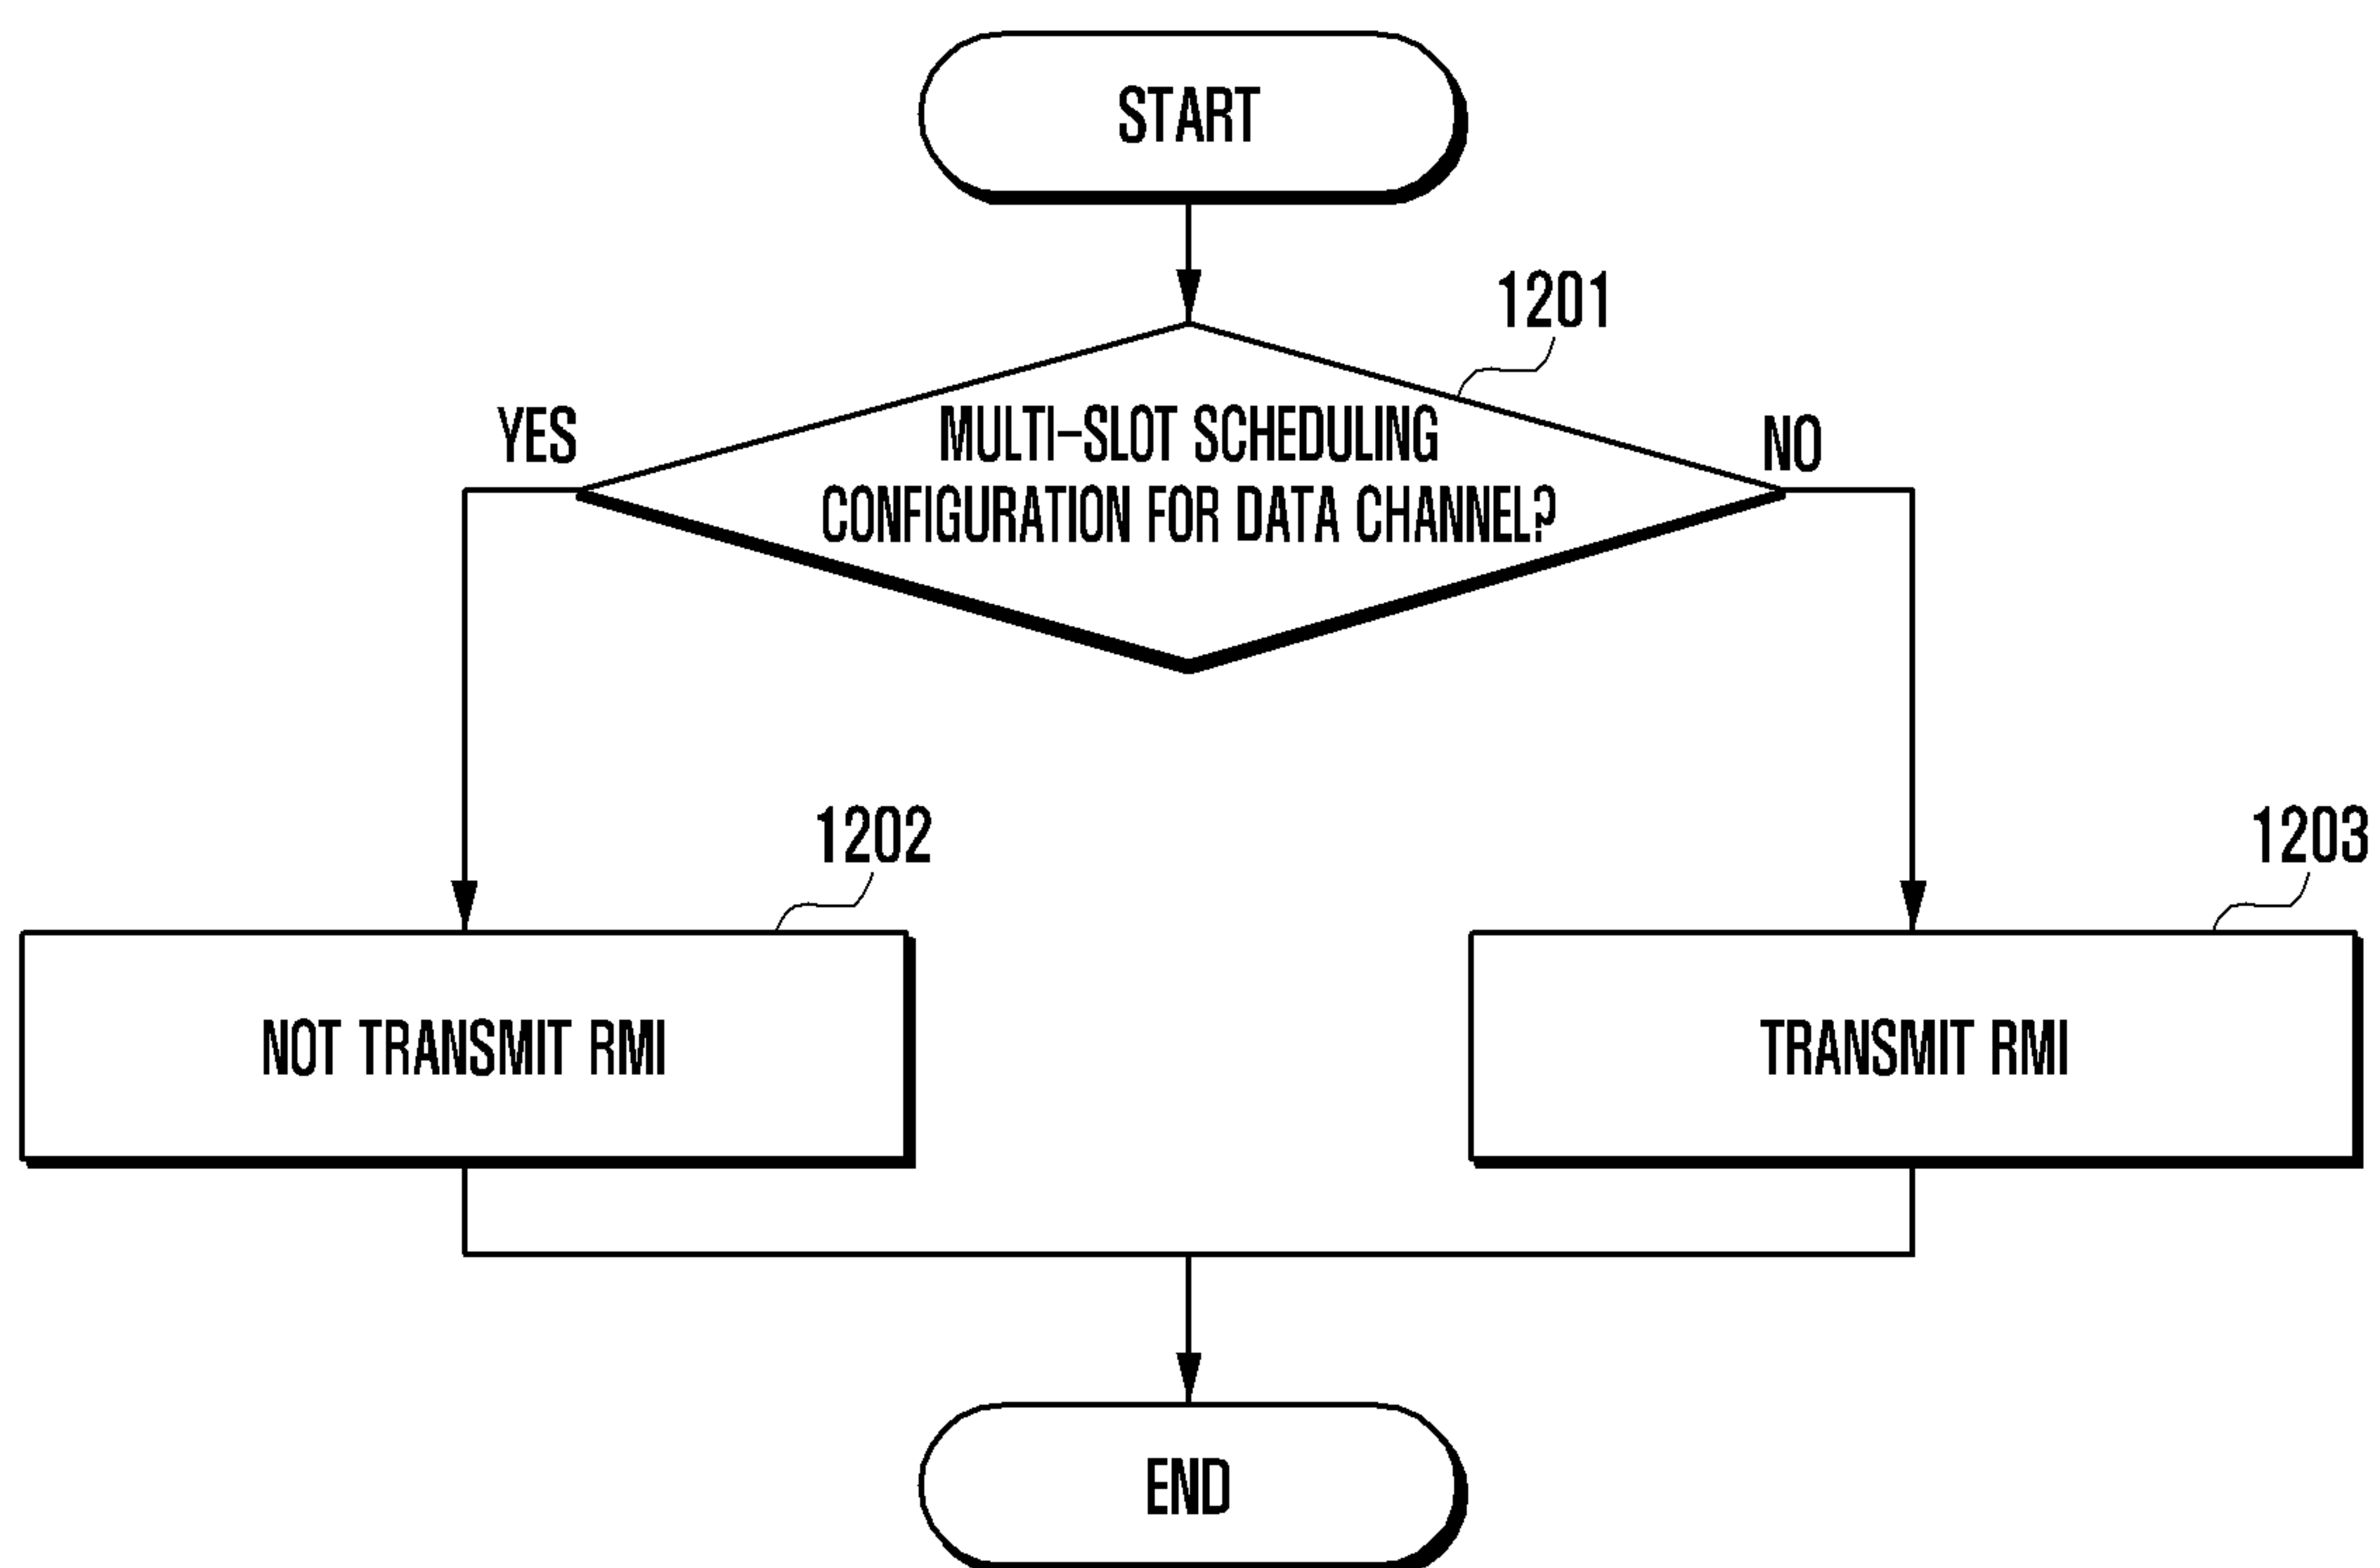 START
1201
YES
MULTI-SLOT SCHEDULING
NO
CONFIGURATION FOR DATA CHANNEL?
1202
1203
NOT TRANSMIT RMI
TRANSMIT RMI
END